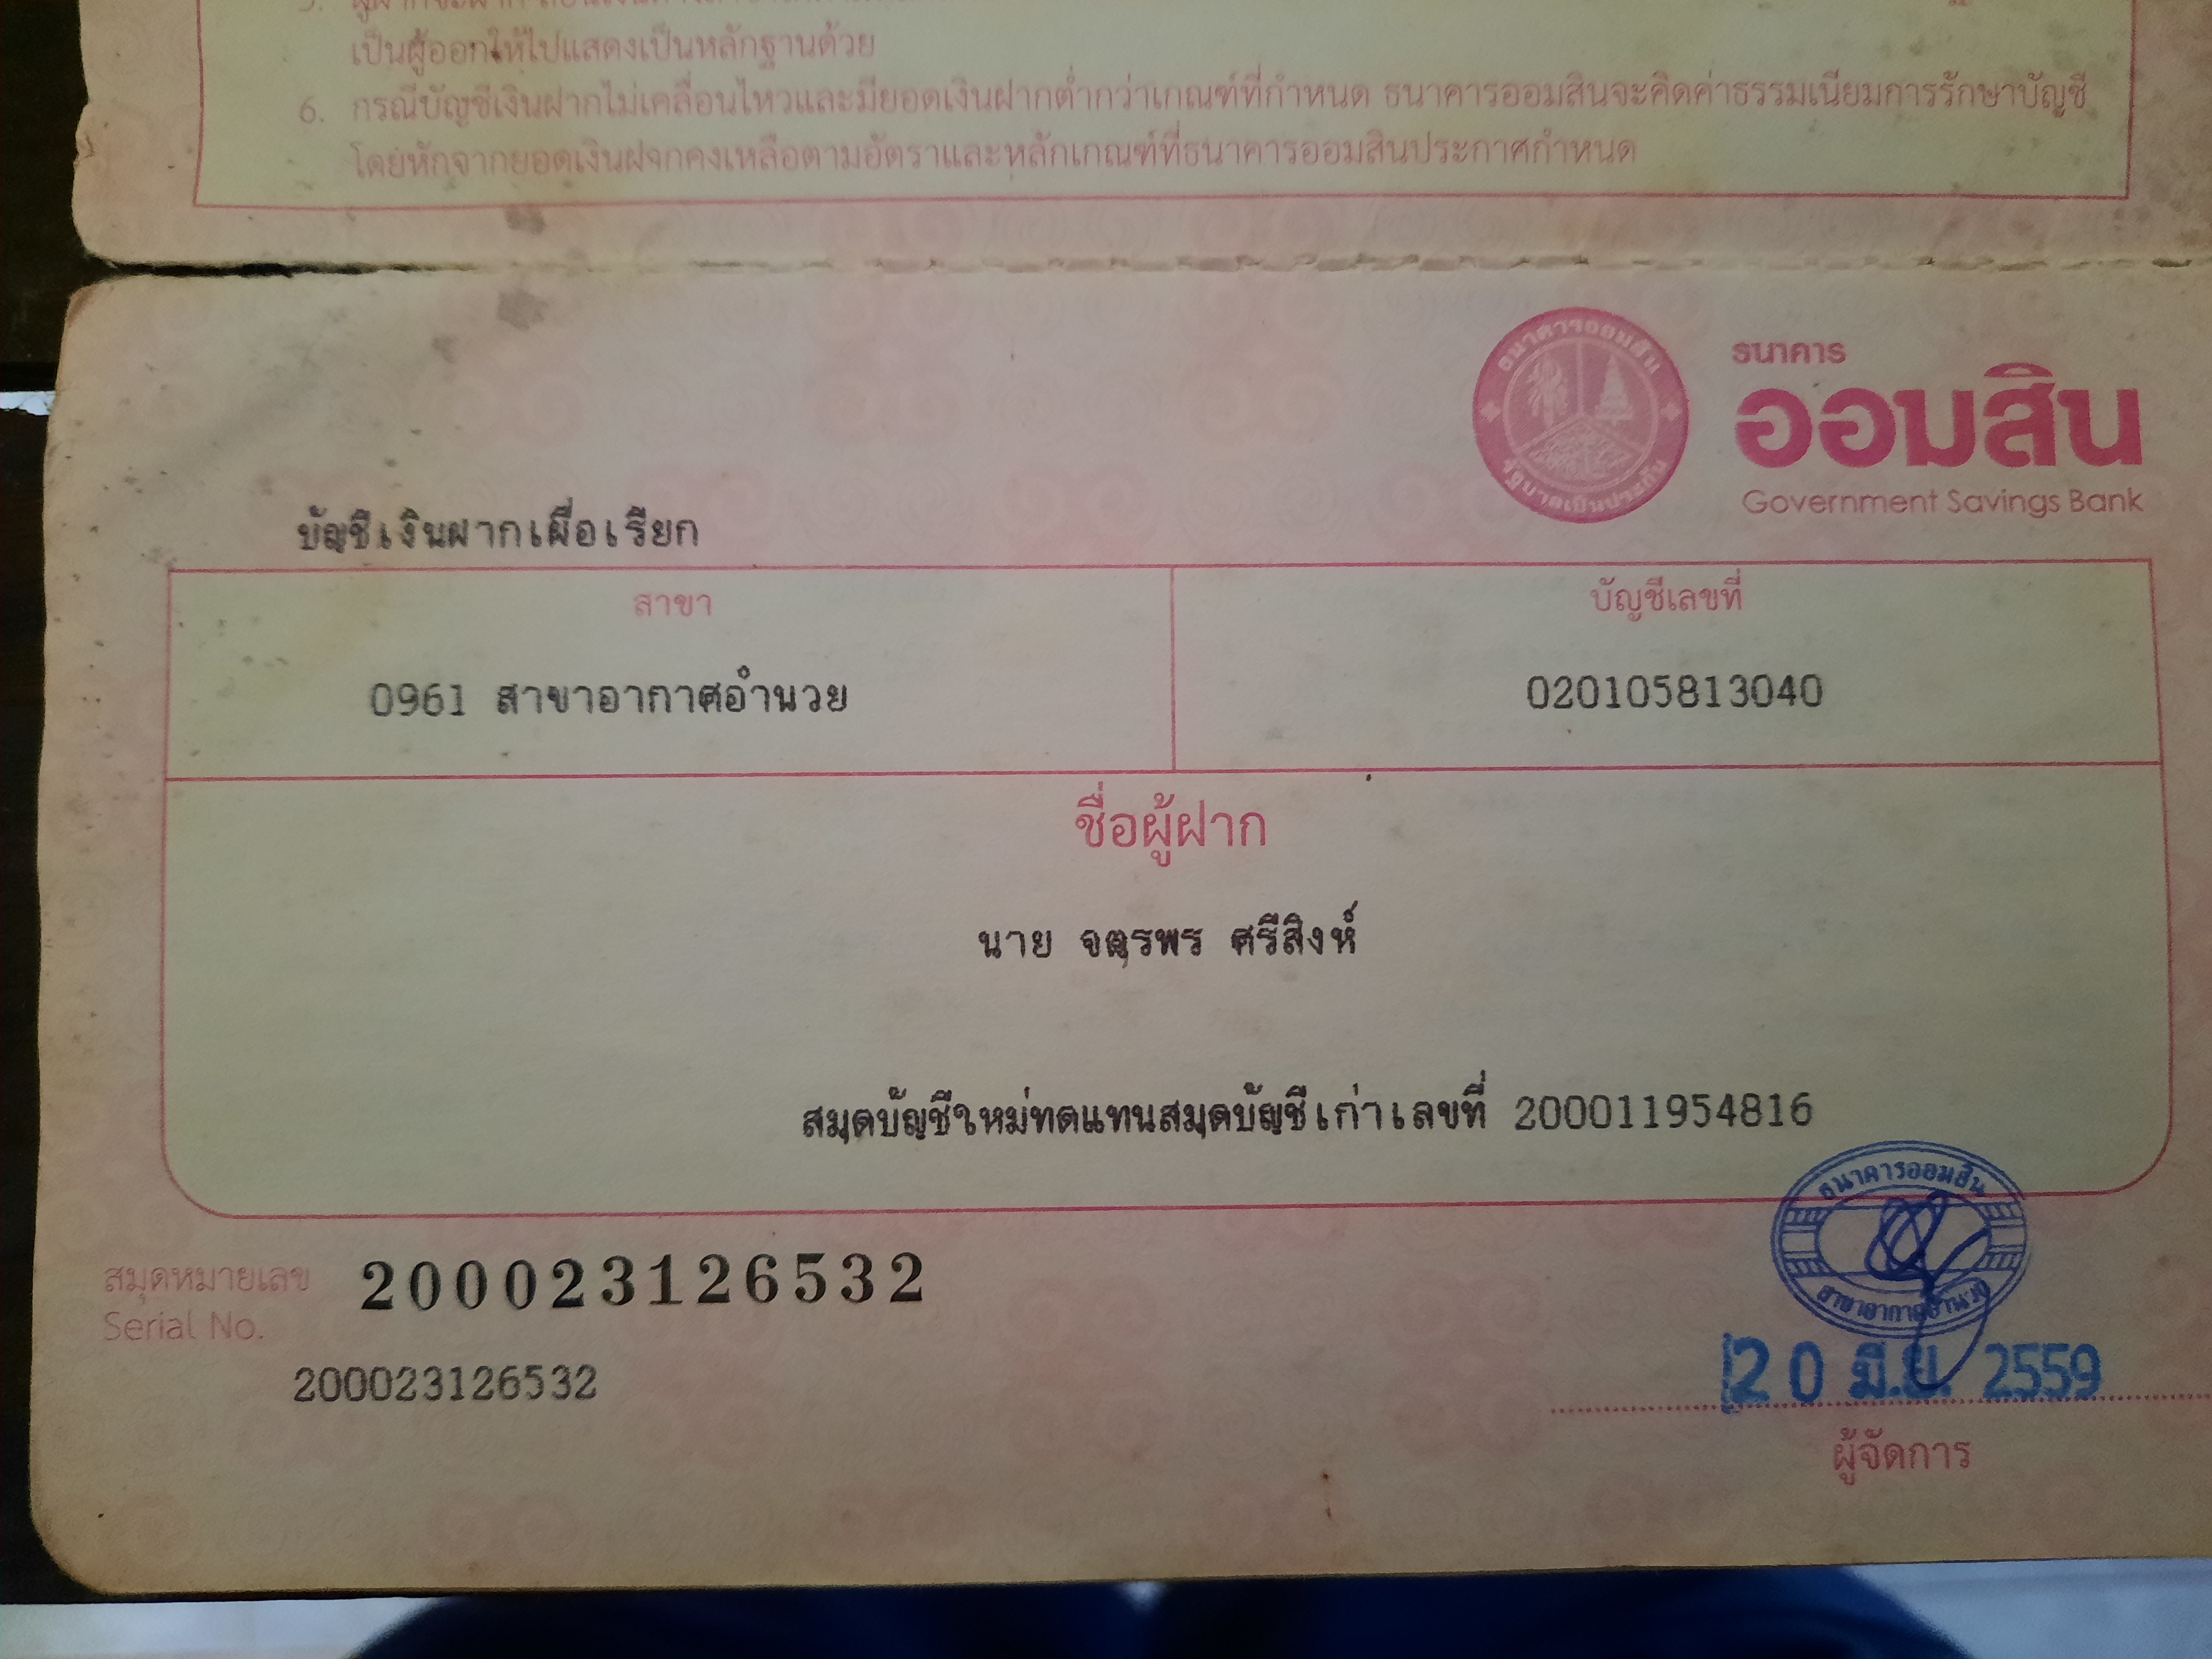 เป็นผู้ออกให้ไปแสดงเป็นหลักฐานด้วย
6. กรณีบัญชีเงินฝากไม่เคลื่อนไหวและมียอดเงินฝากต่ำกว่าเกณฑ์ที่กำหนด ธนาคารออมสินจะคิดค่าธรรมเนียมการรักษาบัญชี
โดยหักจากยอดเงินฝากคงเหลือตามอัตราและหลักเกณฑ์ที่ธนาคารออมสินประกาศกำหนด
ธนาคารออมสิน
รัฐบาลเป็นประกัน
ธนาคาร
ออมสิน
Government Savings Bank
บัญชีเงินฝากเผื่อเรียก
สาขา
บัญชีเลขที่
0961 สาขาอากาศอำนวย
020105813040
ชื่อผู้ฝาก
นาย จตุรพร ศรีสิงห์
สมุดบัญชีใหม่ทดแทนสมุดบัญชีเก่าเลขที่ 200011954816
ธนาคารออมสิน
สาขาอากาศอำนวย
สมุดหมายเลข 200023126532
Serial No.
200023126532
20 มิ.ย. 2559
ผู้จัดการ